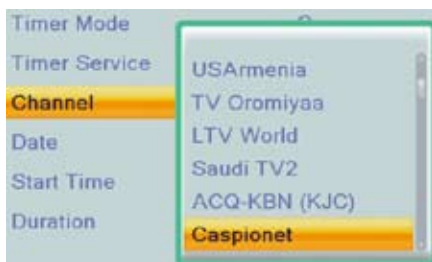 Timer Mode
Timer Service
Channel
Date
Start Time
Duration
USArmenia
TV Oromiyaa
LTV World
Saudi TV2
ACQ-KBN (KJC)
Caspionet